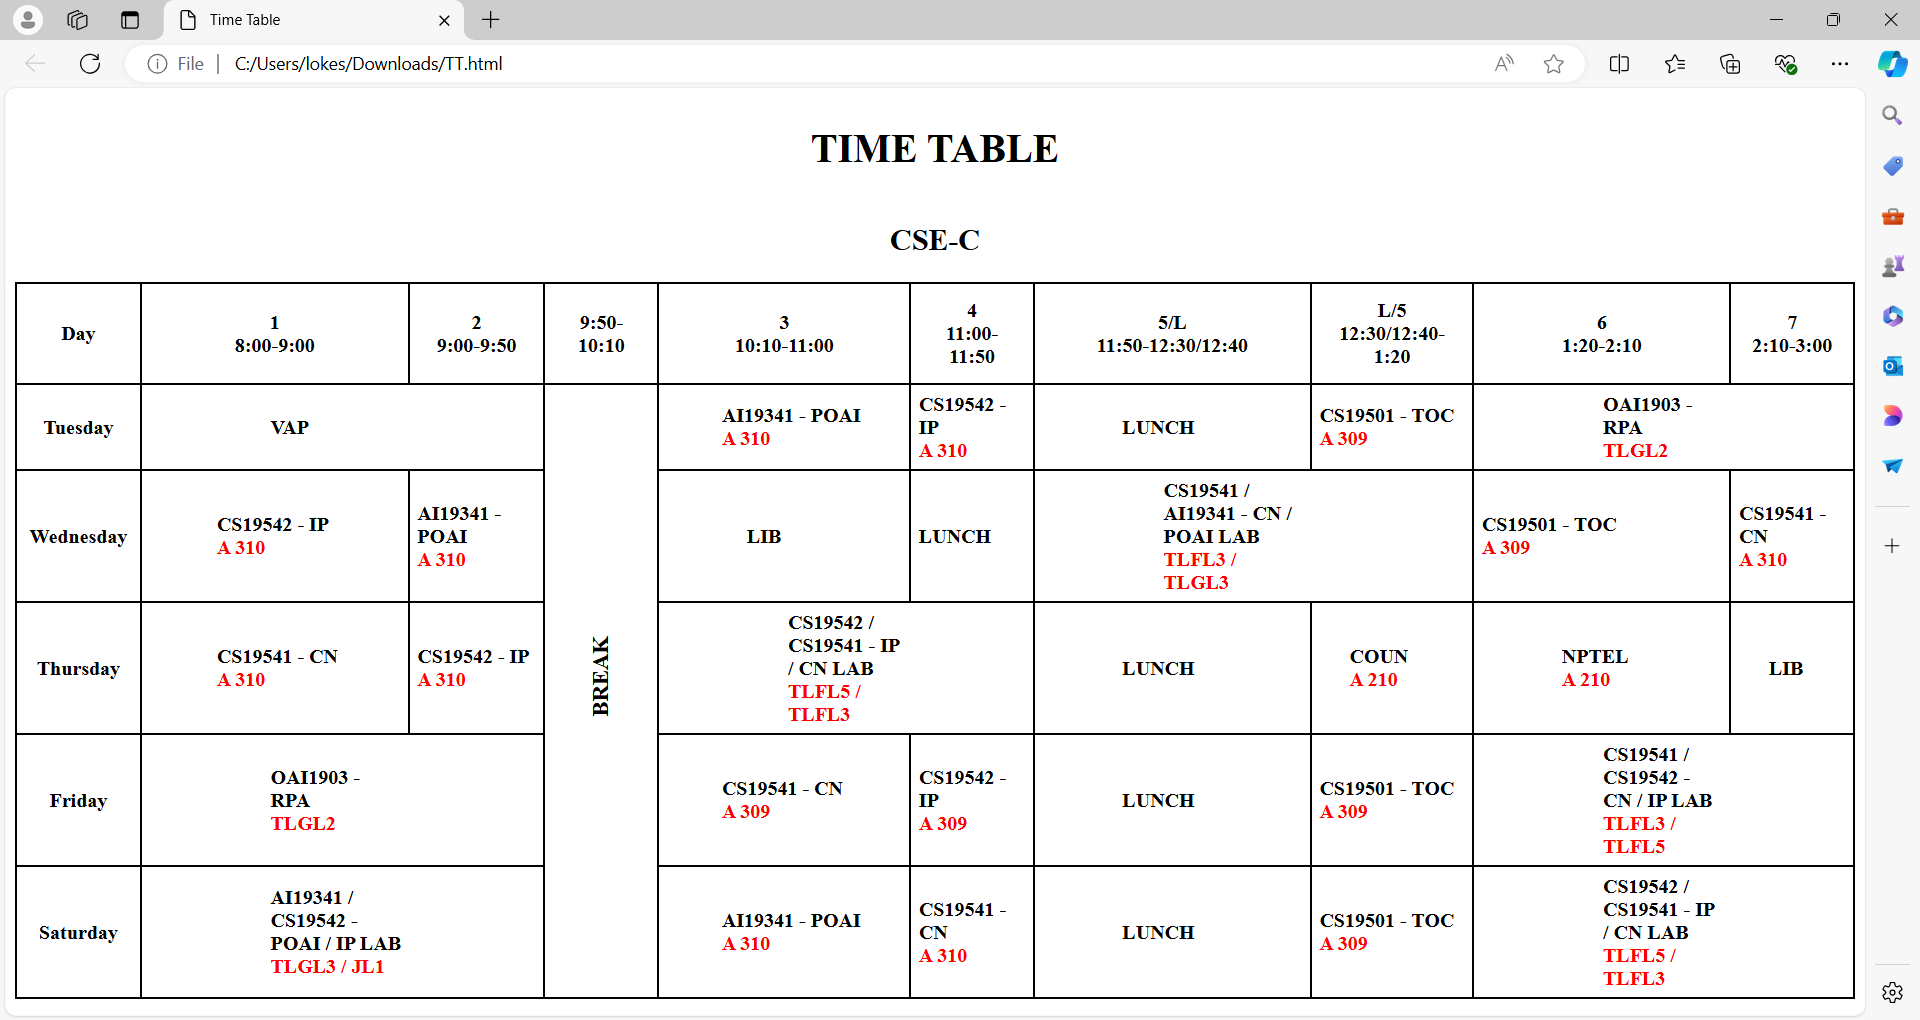 Time Table
File
C:/Users/lokes/Downloads/TT.html
TIME TABLE
CSE-C
Day
1
8:00-9:00
2
9:00-9:50
9:50-
10:10
3
10:10-11:00
4
11:00-
11:50
5/L
11:50-12:30/12:40
L/5
12:30/12:40-
1:20
6
1:20-2:10
7
2:10-3:00
Tuesday
VAP
BREAK
AI19341 - POAI
A 310
CS19542 -
IP
A 310
LUNCH
CS19501 - TOC
A 309
OAI1903 -
RPA
TLGL2
Wednesday
CS19542 - IP
A 310
AI19341 -
POAI
A 310
LIB
LUNCH
CS19541 /
AI19341 - CN /
POAI LAB
TLFL3 /
TLGL3
CS19501 - TOC
A 309
CS19541 -
CN
A 310
Thursday
CS19541 - CN
A 310
CS19542 - IP
A 310
CS19542 /
CS19541 - IP
/ CN LAB
TLFL5 /
TLFL3
LUNCH
COUN
A 210
NPTEL
A 210
LIB
Friday
OAI1903 -
RPA
TLGL2
CS19541 - CN
A 309
CS19542 -
IP
A 309
LUNCH
CS19501 - TOC
A 309
CS19541 /
CS19542 -
CN / IP LAB
TLFL3 /
TLFL5
Saturday
AI19341 /
CS19542 -
POAI / IP LAB
TLGL3 / JL1
AI19341 - POAI
A 310
CS19541 -
CN
A 310
LUNCH
CS19501 - TOC
A 309
CS19542 /
CS19541 - IP
/ CN LAB
TLFL5 /
TLFL3